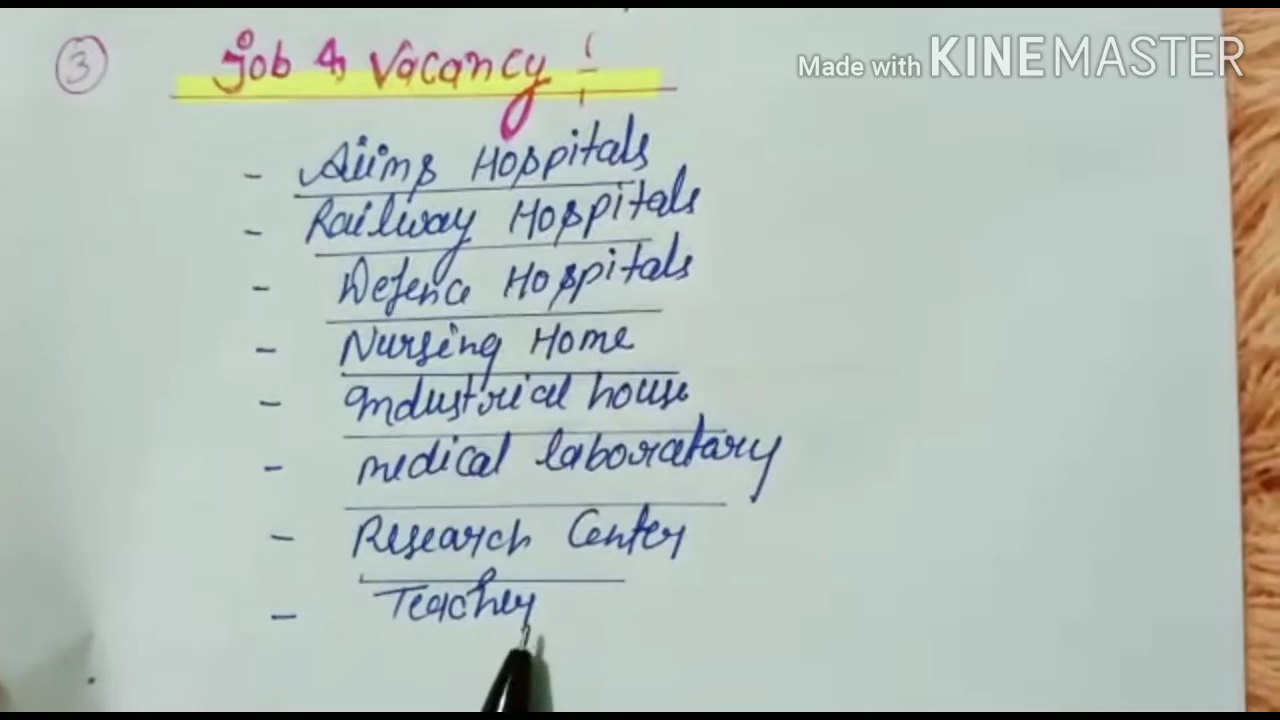 3
Job & Vacancy :
Made with KINEMASTER
- Aiims Hospitals
- Railway Hospitals
- Defence Hospitals
- Nursing Home
- Industrial house
- medical laboratary
- Research Center
- Teacher